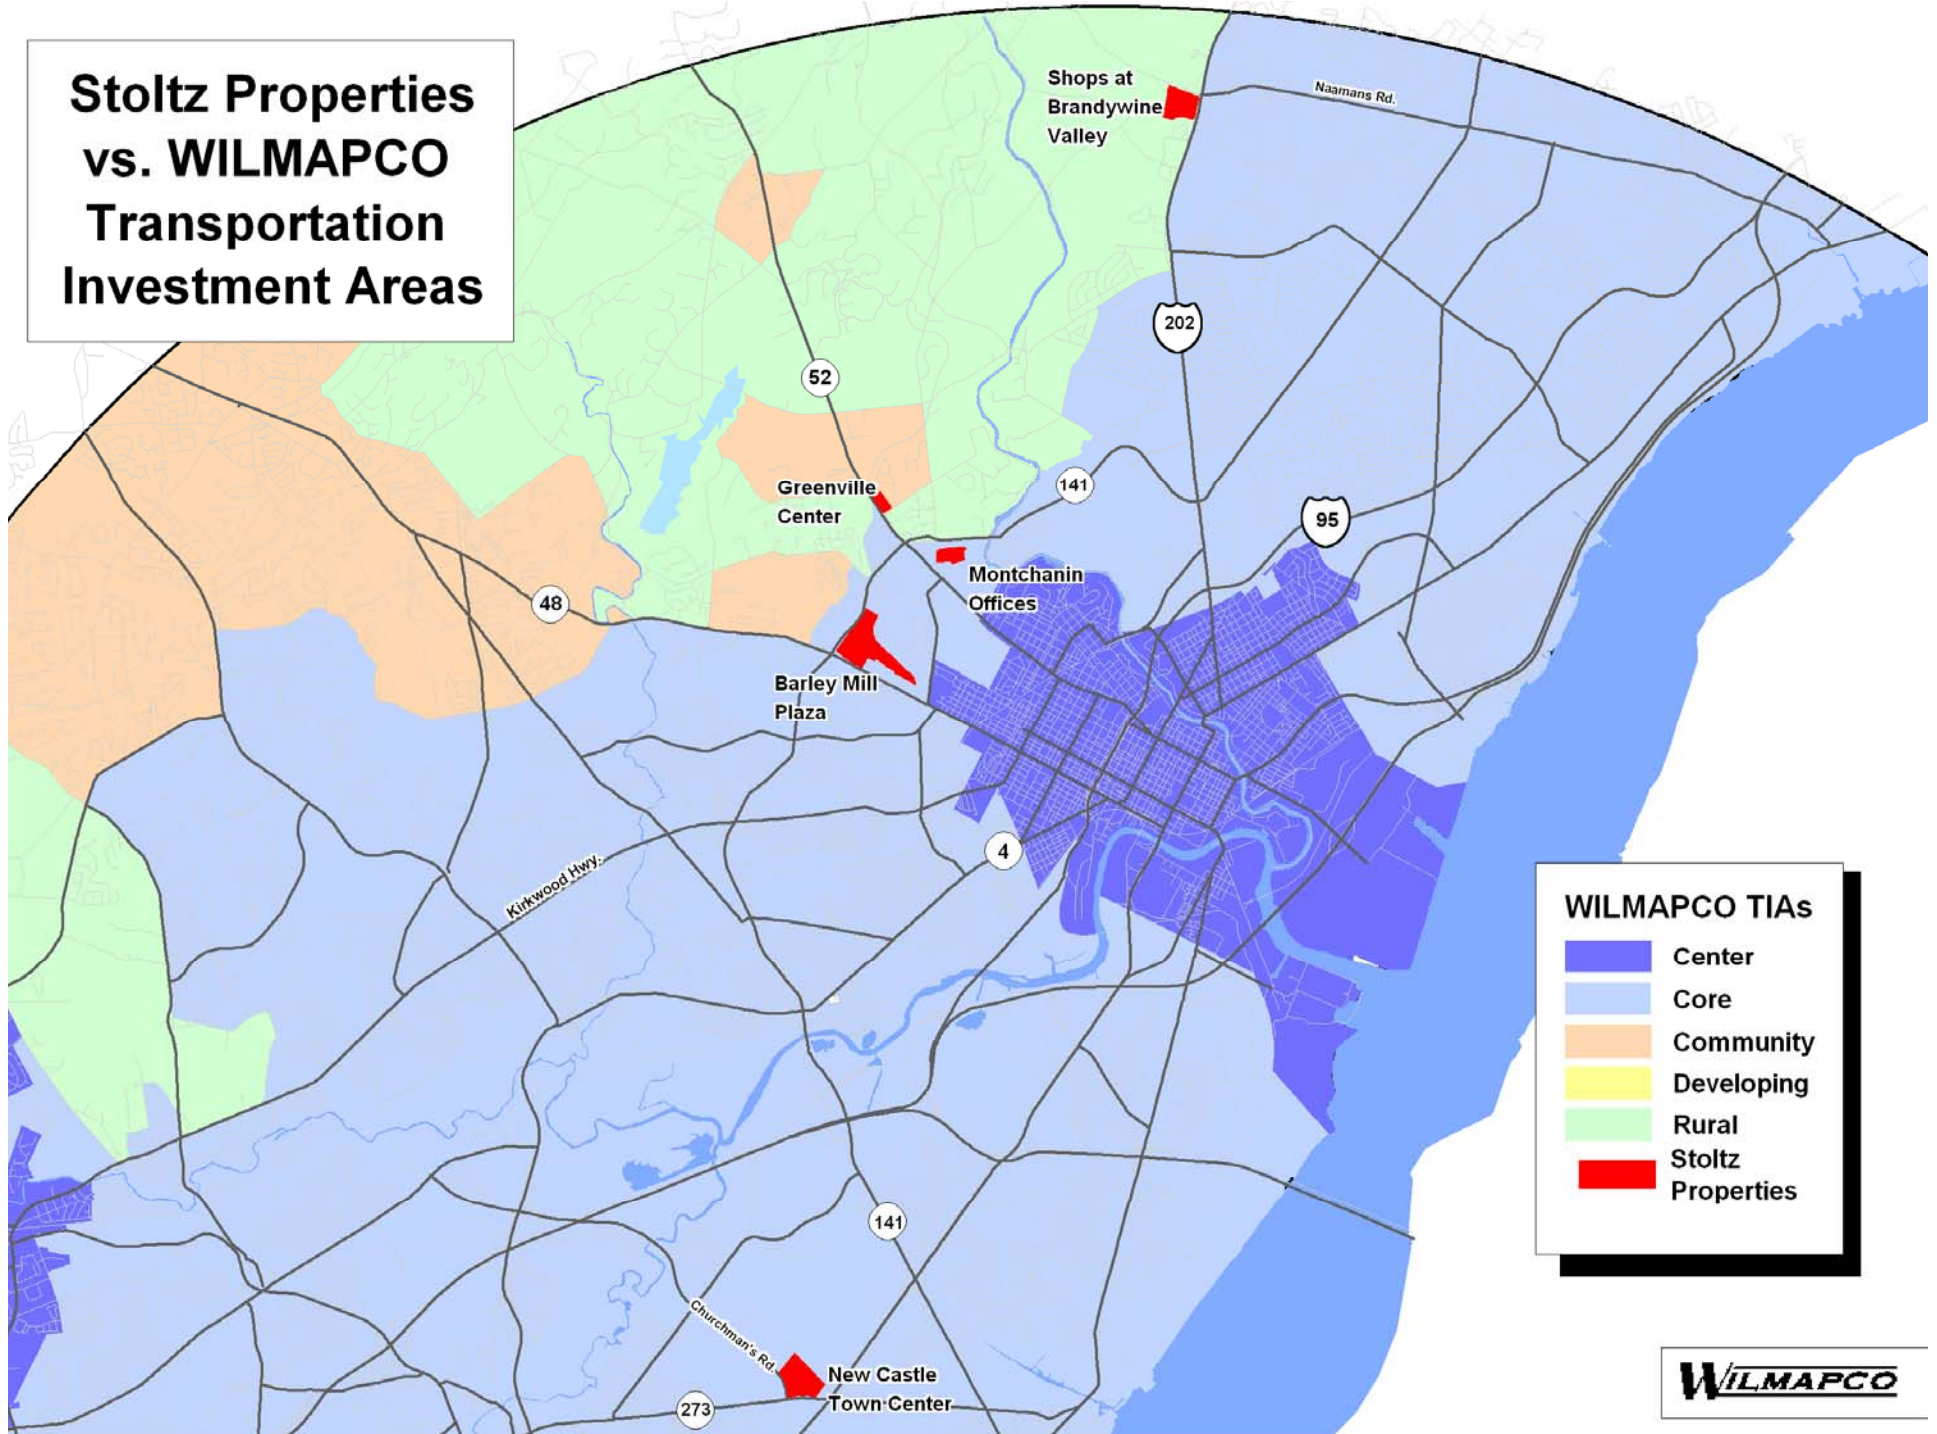 Stoltz Properties
vs. WILMAPCO
Transportation
Investment Areas
Shops at
Brandywine
Valley
Naamans Rd.
202
52
Greenville
Center
141
95
Montchanin
Offices
48
Barley Mill
Plaza
4
Kirkwood Hwy.
WILMAPCO TIAs
Center
Core
Community
Developing
Rural
Stoltz
Properties
141
Churchman's Rd.
New Castle
Town Center
273
WILMAPCO